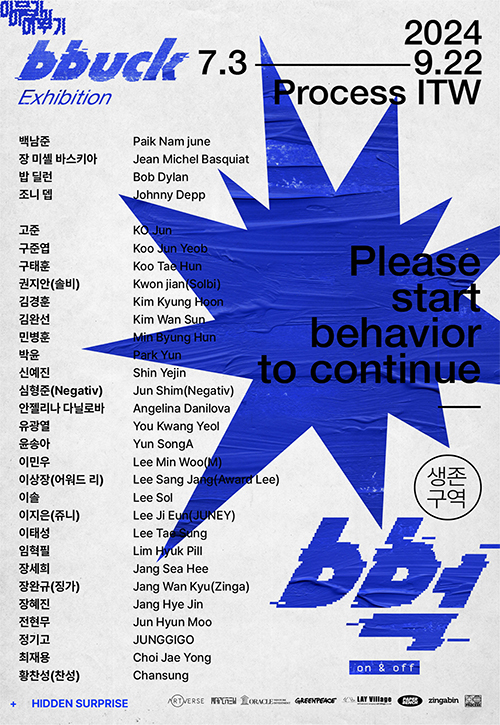 bbuck
Exhibition
2024
7.3 — 9.22
Process ITW
백남준 Paik Nam june
장 미셸 바스키아 Jean Michel Basquiat
밥 딜런 Bob Dylan
조니 뎁 Johnny Depp
고준 KO Jun
구준엽 Koo Jun Yeob
구태훈 Koo Tae Hun
권지안(솔비) Kwon jian(Solbi)
김경훈 Kim Kyung Hoon
김완선 Kim Wan Sun
민병훈 Min Byung Hun
박윤 Park Yun
신예진 Shin Yejin
심형준(Negativ) Jun Shim(Negativ)
안젤리나 다닐로바 Angelina Danilova
유광열 You Kwang Yeol
윤송아 Yun SongA
이민우 Lee Min Woo(M)
이상장(어워드 리) Lee Sang Jang(Award Lee)
이솔 Lee Sol
이지은(쥬니) Lee Ji Eun(JUNEY)
이태성 Lee Tae Sung
임혁필 Lim Hyuk Pill
장세희 Jang Sea Hee
장완규(징가) Jang Wan Kyu(Zinga)
장혜진 Jang Hye Jin
전현무 Jun Hyun Moo
정기고 JUNGGIGO
최재용 Choi Jae Yong
황찬성(찬성) Chansung
Please
start
behavior
to continue
생존
구역
bb윅
on & off
+ HIDDEN SURPRISE
ARTVERSE ORACLE GREENPEACE LAY Village zingabin